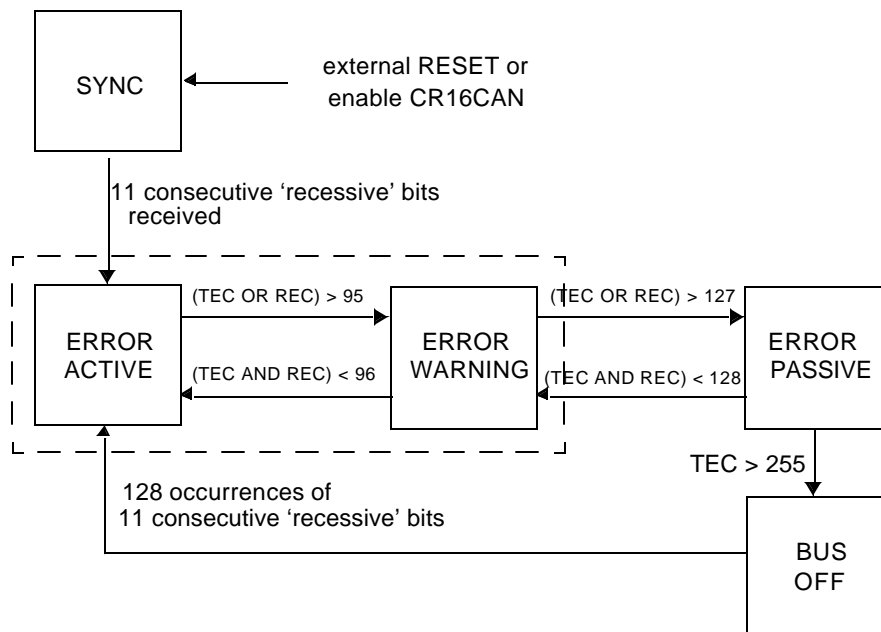 SYNC
external RESET or
enable CR16CAN
11 consecutive ‘recessive’ bits
received
(TEC OR REC) > 95
(TEC OR REC) > 127
ERROR
ACTIVE
ERROR
WARNING
ERROR
PASSIVE
(TEC AND REC) < 96
(TEC AND REC) < 128
TEC > 255
128 occurrences of
11 consecutive ‘recessive’ bits
BUS
OFF